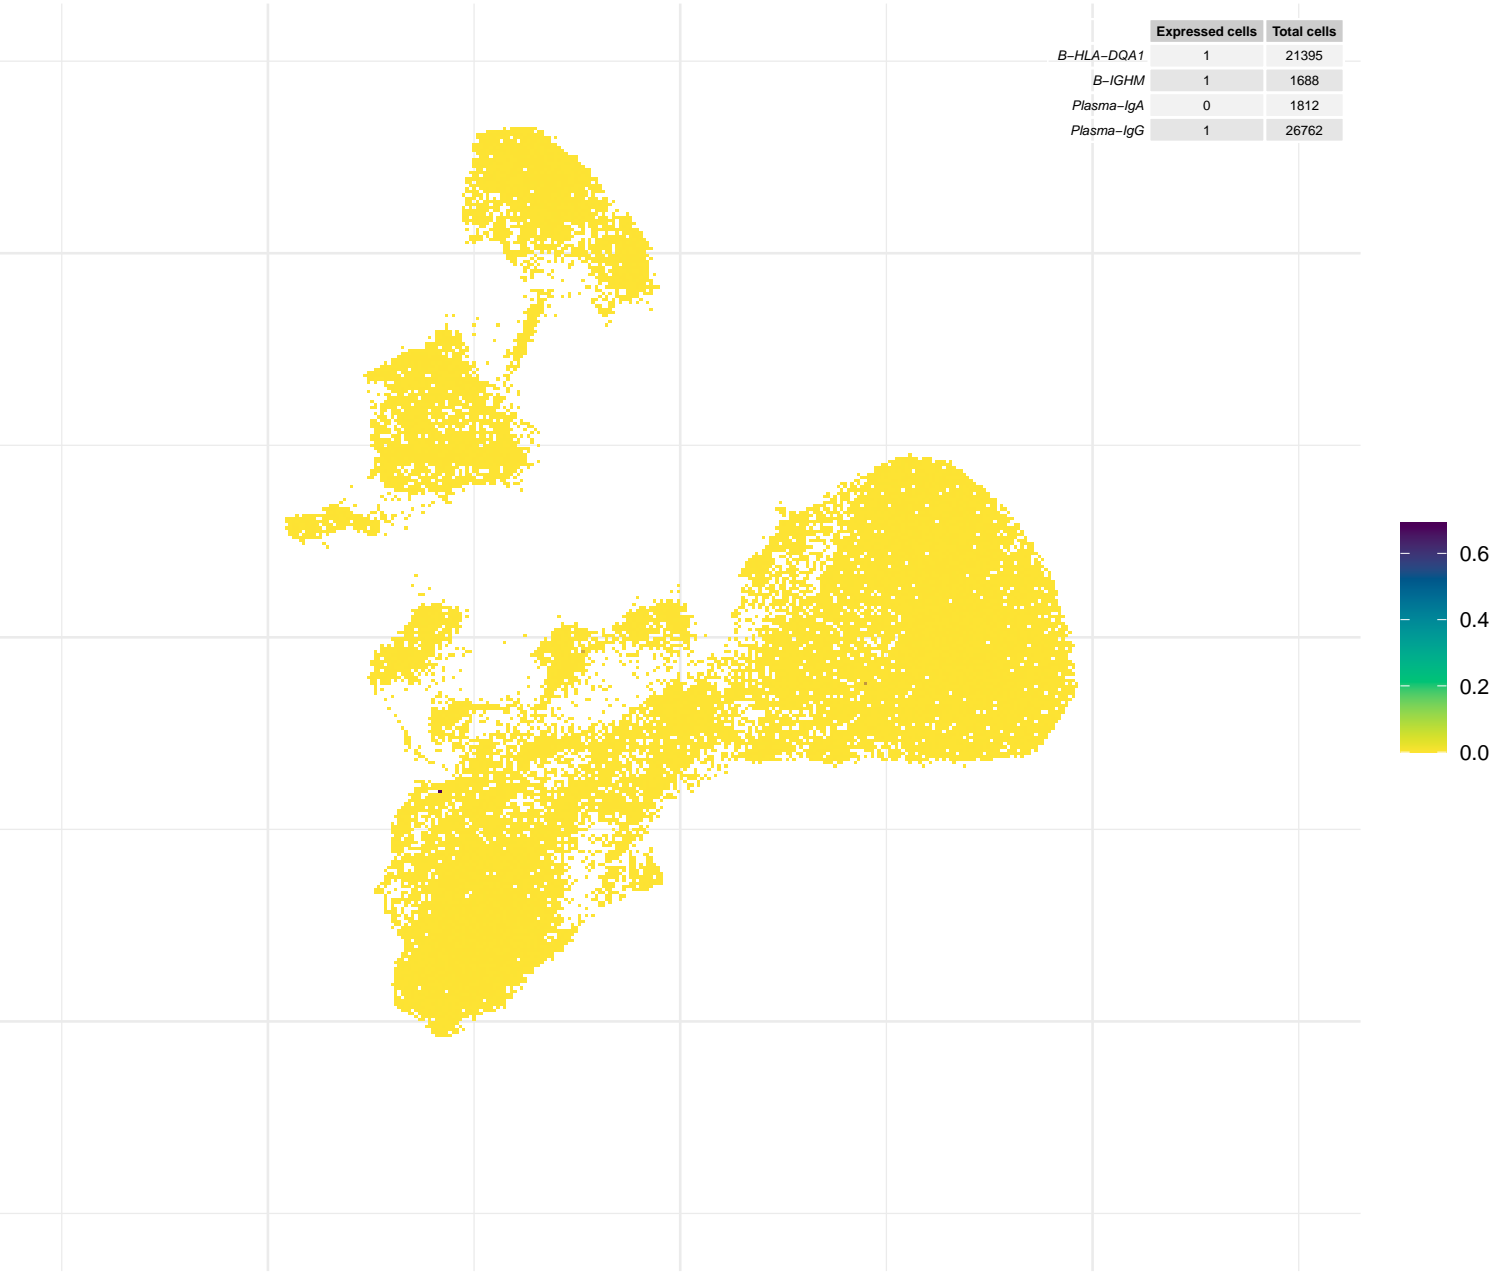 Expressed cells Total cells
B−HLA−DQA1 1 21395
B−IGHM 1 1688
Plasma−IgA 0 1812
Plasma−IgG 1 26762
0.6
0.4
0.2
0.0